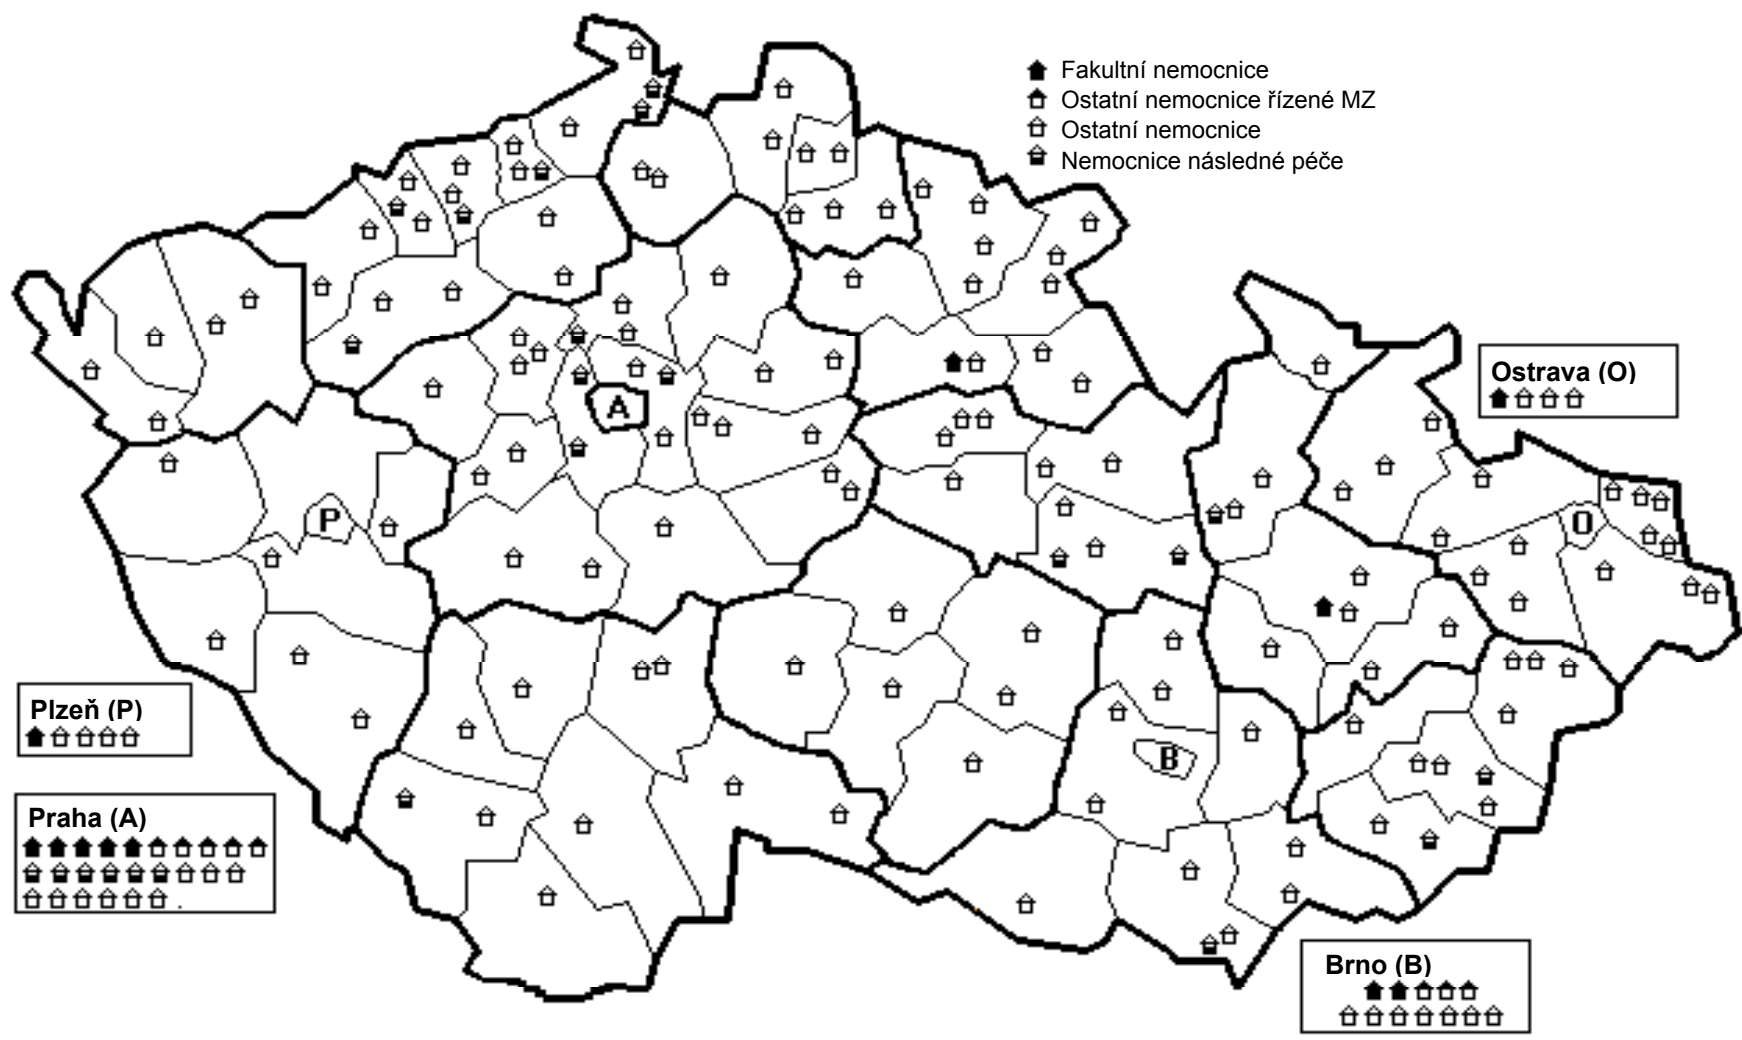 Fakultní nemocnice
Ostatní nemocnice řízené MZ
Ostatní nemocnice
Nemocnice následné péče
Ostrava (O)
A
P
O
Plzeň (P)
B
Praha (A)
Brno (B)